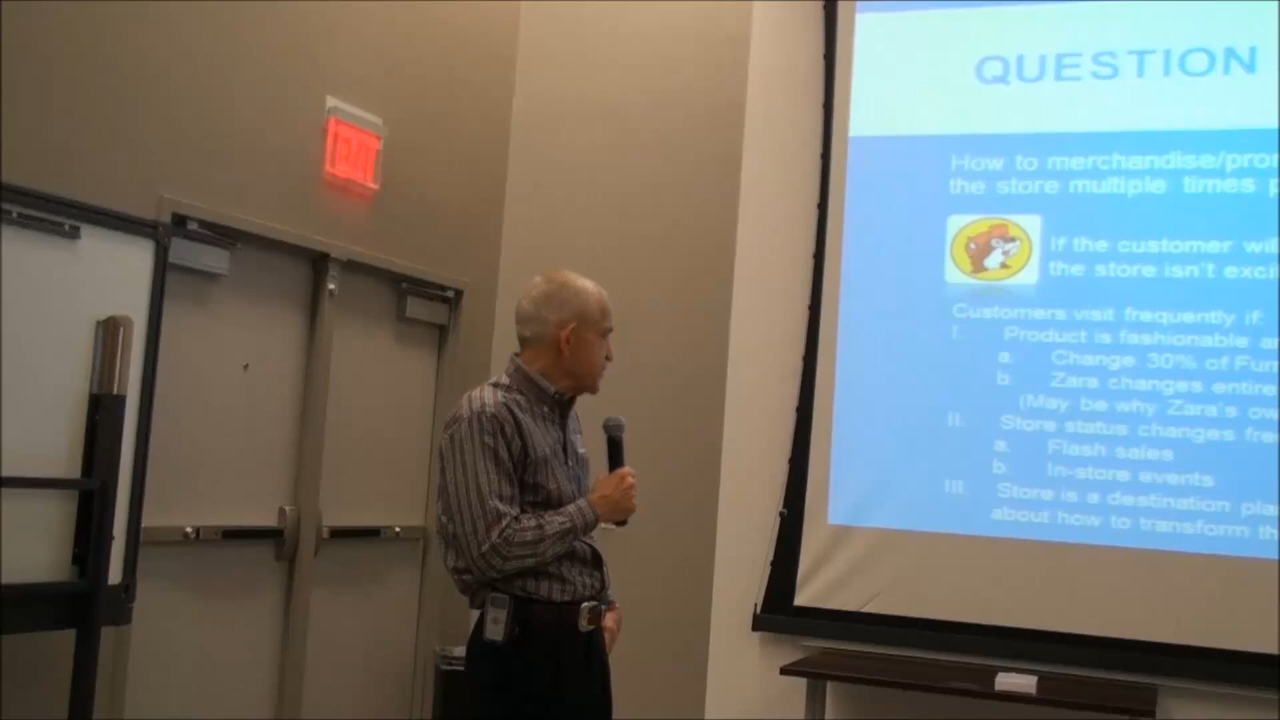 EXIT
QUESTION
How to merchandise/pro
the store multiple times p
If the customer wil
the store isn't exci
Customers visit frequently if:
I. Product is fashionable a
a. Change 30% of Fur
b. Zara changes entire
(May be why Zara's ow
II. Store status changes fre
a. Flash sales
b. In-store events
III. Store is a destination pla
about how to transform th